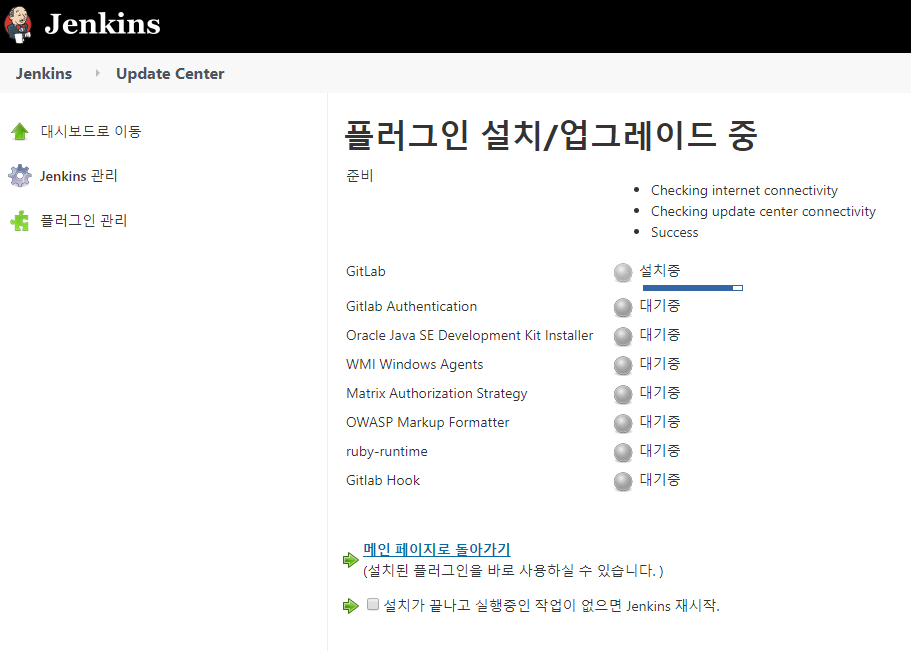 Jenkins
Jenkins Update Center
대시보드로 이동
Jenkins 관리
플러그인 관리
플러그인 설치/업그레이드 중
준비
Checking internet connectivity
Checking update center connectivity
Success
GitLab 설치중
Gitlab Authentication 대기중
Oracle Java SE Development Kit Installer 대기중
WMI Windows Agents 대기중
Matrix Authorization Strategy 대기중
OWASP Markup Formatter 대기중
ruby-runtime 대기중
Gitlab Hook 대기중
메인 페이지로 돌아가기
(설치된 플러그인을 바로 사용하실 수 있습니다.)
설치가 끝나고 실행중인 작업이 없으면 Jenkins 재시작.